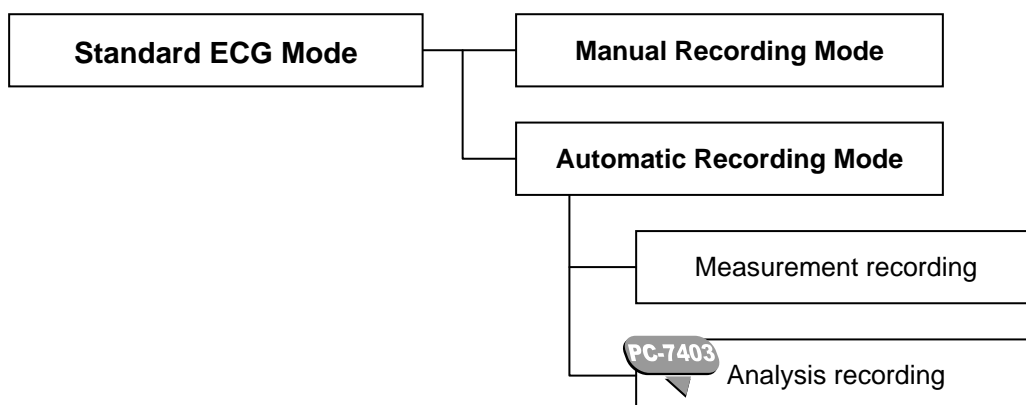 Standard ECG Mode
Manual Recording Mode
Automatic Recording Mode
Measurement recording
PC-7403
Analysis recording